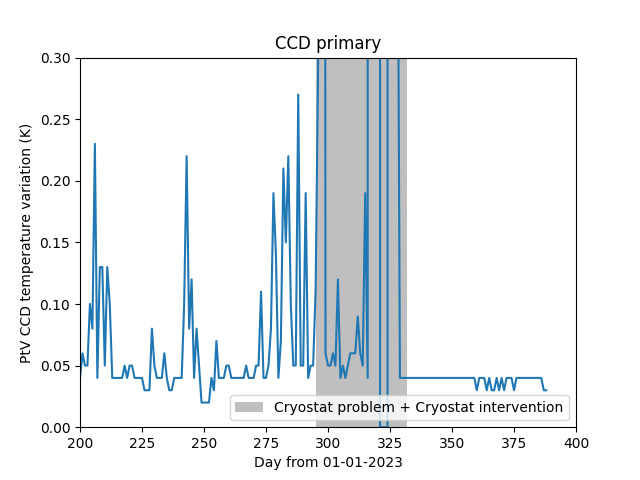 CCD primary
PtV CCD temperature variation (K)
0.30
0.25
0.20
0.15
0.10
0.05
0.00
Cryostat problem + Cryostat intervention
200 225 250 275 300 325 350 375 400
Day from 01-01-2023